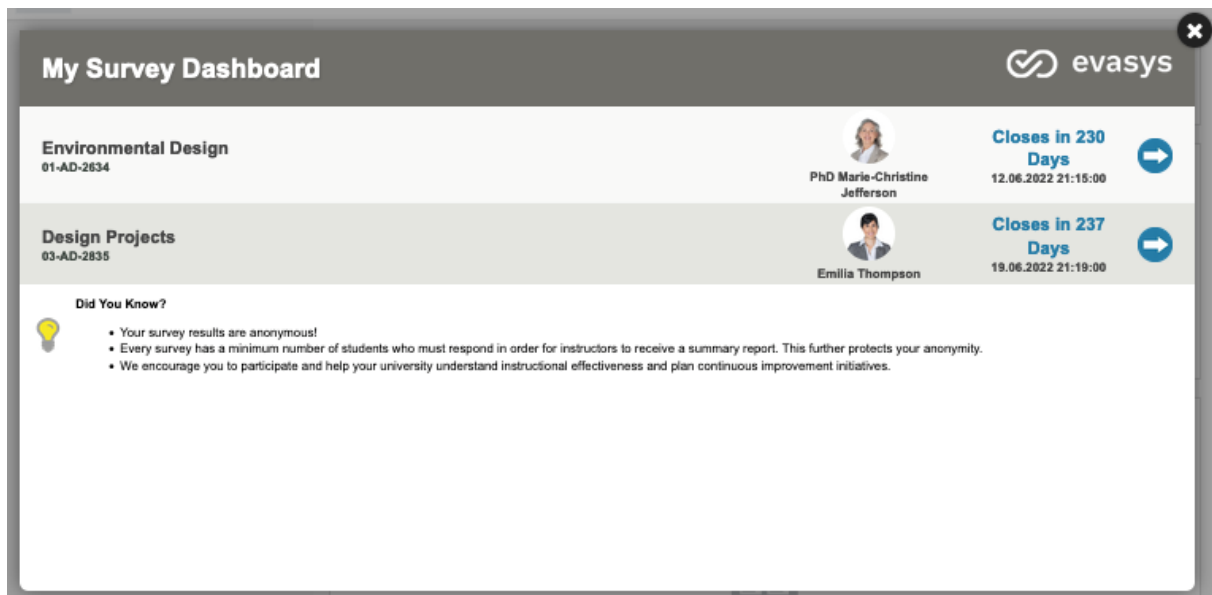 My Survey Dashboard
evasys
Environmental Design
01-AD-2634
PhD Marie-Christine
Jefferson
Closes in 230
Days
12.06.2022 21:15:00
Design Projects
03-AD-2835
Emilia Thompson
Closes in 237
Days
19.06.2022 21:19:00
Did You Know?
• Your survey results are anonymous!
• Every survey has a minimum number of students who must respond in order for instructors to receive a summary report. This further protects your anonymity.
• We encourage you to participate and help your university understand instructional effectiveness and plan continuous improvement initiatives.